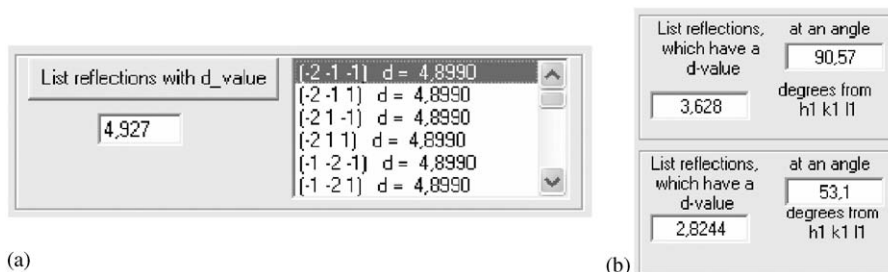 List reflections with d_value
4,927
(-2 -1 -1) d = 4,8990
(-2 -1 1) d = 4,8990
(-2 1 -1) d = 4,8990
(-2 1 1) d = 4,8990
(-1 -2 -1) d = 4,8990
(-1 -2 1) d = 4,8990
(a)
List reflections,
which have a
d-value
3,628
at an angle
90,57
degrees from
h1 k1 l1
List reflections,
which have a
d-value
2,8244
at an angle
53,1
degrees from
h1 k1 l1
(b)